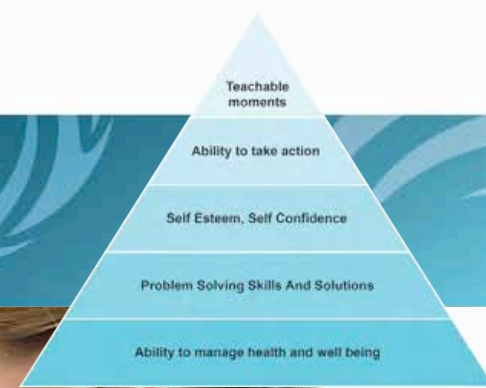 Teachable
moments
Ability to take action
Self Esteem, Self Confidence
Problem Solving Skills And Solutions
Ability to manage health and well being